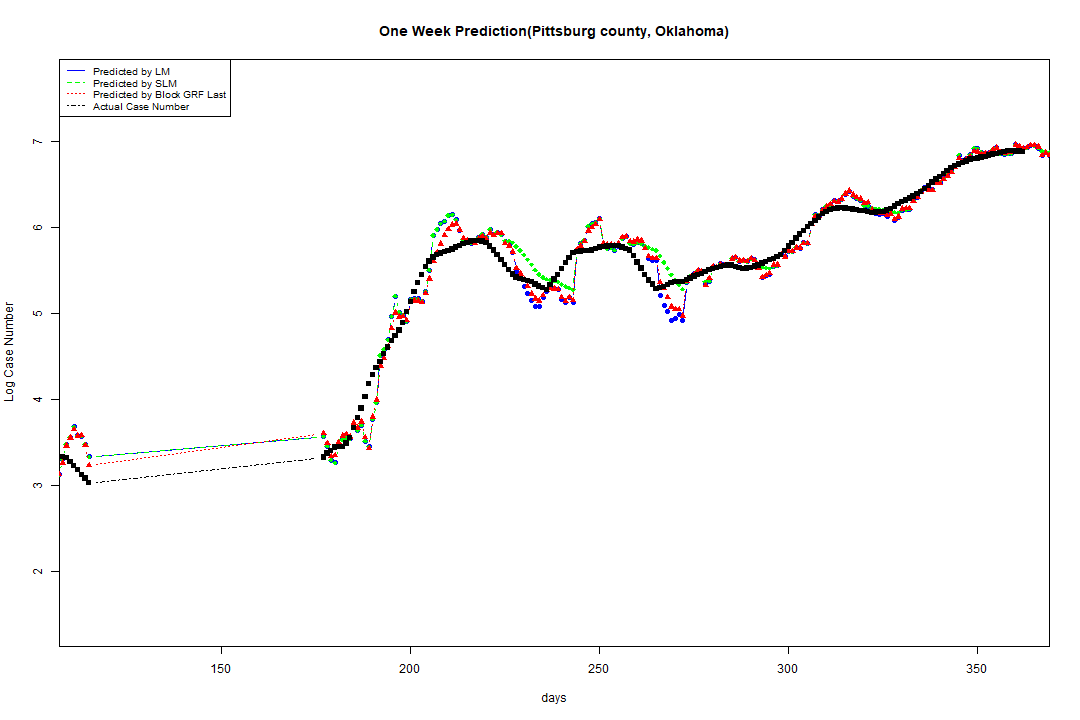 One Week Prediction(Pittsburg county, Oklahoma)
Predicted by LM
Predicted by SLM
Predicted by Block GRF Last
Actual Case Number
7
6
5
4
3
2
Log Case Number
150
200
250
300
350
days